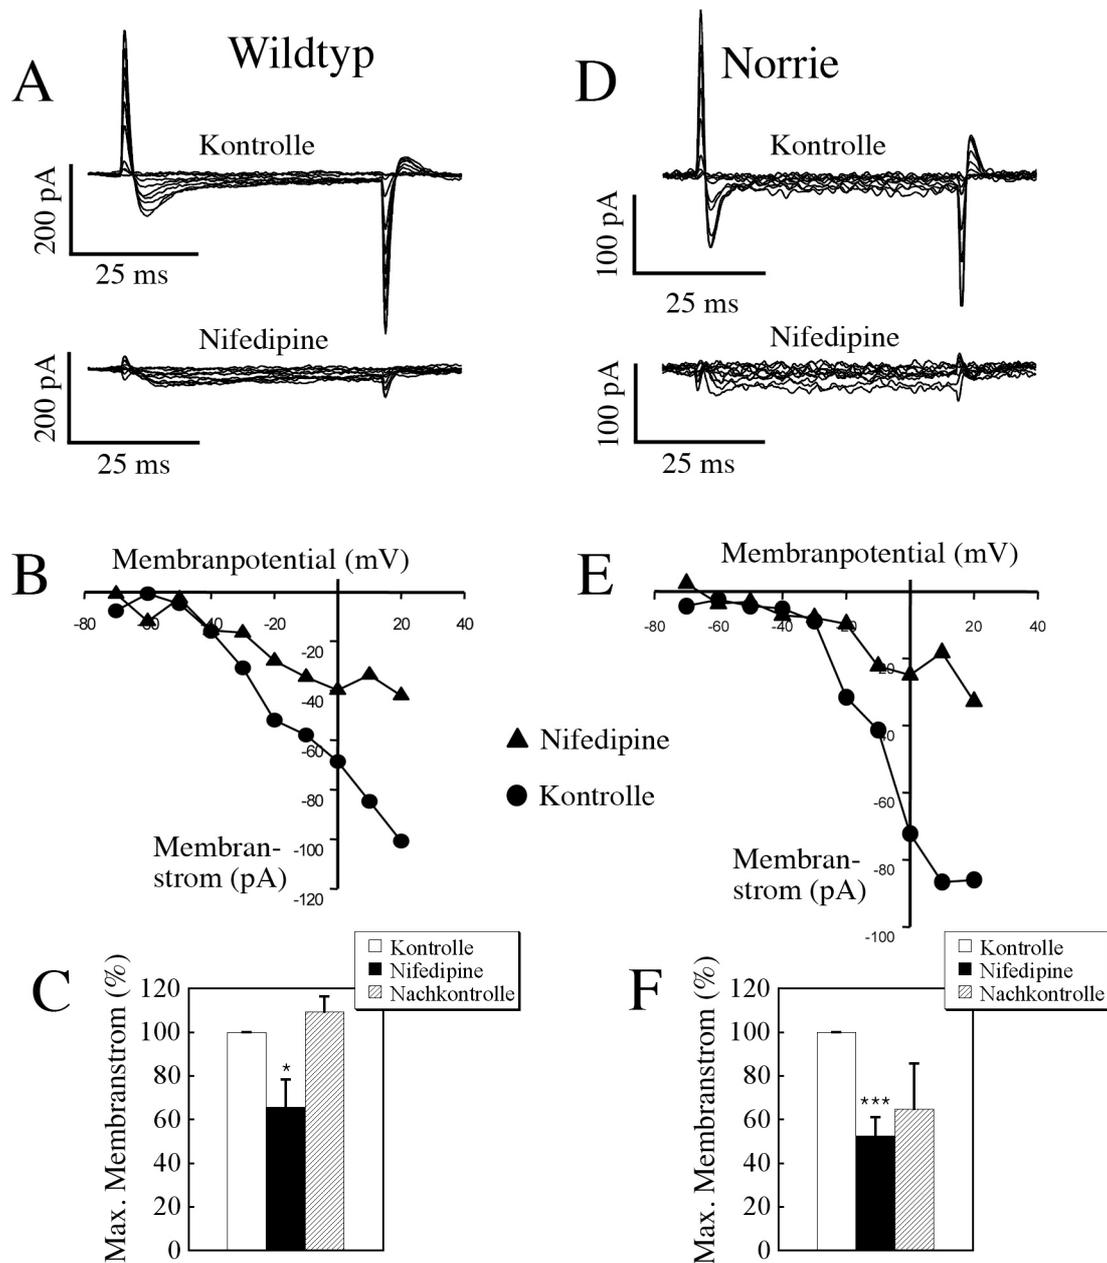 A
Wildtyp
Kontrolle
200 pA
25 ms
Nifedipine
200 pA
25 ms
D
Norrie
Kontrolle
100 pA
25 ms
Nifedipine
100 pA
25 ms
B
Membranpotential (mV)
-80 -60 -40 -20 20 40
-20
-40
-60
-80
-100
-120
Membran-
strom (pA)
Nifedipine
Kontrolle
E
Membranpotential (mV)
-80 -60 -40 -20 20 40
-20
-40
-60
-80
-100
Membran-
strom (pA)
C
Kontrolle
Nifedipine
Nachkontrolle
Max. Membranstrom (%)
120
100
80
60
40
20
0
*
F
Kontrolle
Nifedipine
Nachkontrolle
Max. Membranstrom (%)
120
100
80
60
40
20
0
***